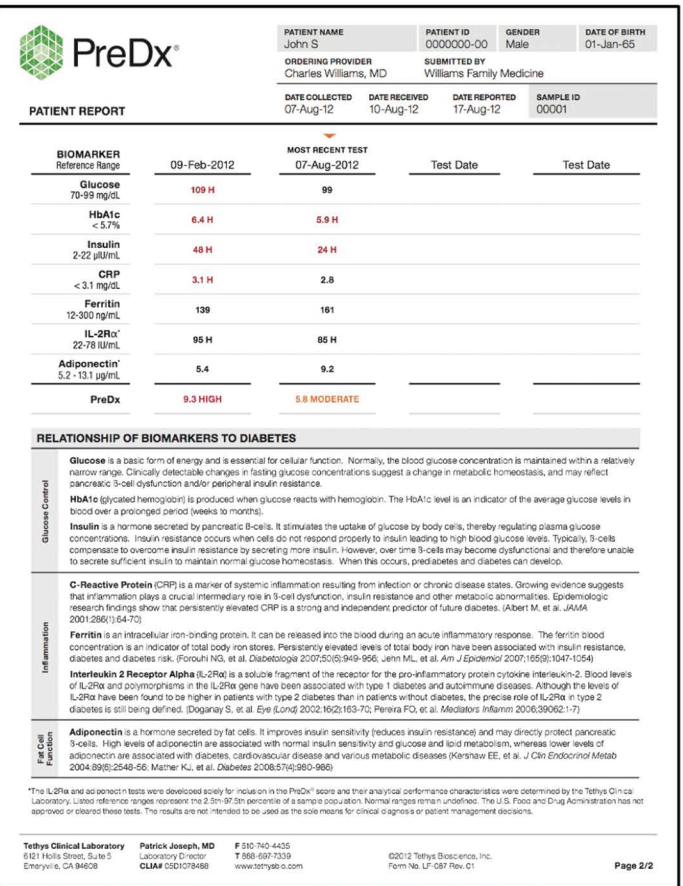 PreDx®
PATIENT NAME
John S
PATIENT ID
0000000-00
GENDER
Male
DATE OF BIRTH
01-Jan-65
ORDERING PROVIDER
Charles Williams, MD
SUBMITTED BY
Williams Family Medicine
PATIENT REPORT
DATE COLLECTED
07-Aug-12
DATE RECEIVED
10-Aug-12
DATE REPORTED
17-Aug-12
SAMPLE ID
00001
BIOMARKER
Reference Range
09-Feb-2012
MOST RECENT TEST
07-Aug-2012
Test Date
Test Date
Glucose
70-99 mg/dL
109 H
99
HbA1c
< 5.7%
6.4 H
5.9 H
Insulin
2-22 µIU/mL
48 H
24 H
CRP
< 3.1 mg/dL
3.1 H
2.8
Ferritin
12-300 ng/mL
139
161
IL-2Rα*
22-78 IU/mL
95 H
85 H
Adiponectin*
5.2 - 13.1 µg/mL
5.4
9.2
PreDx
9.3 HIGH
5.8 MODERATE
RELATIONSHIP OF BIOMARKERS TO DIABETES
Glucose Control
Glucose is a basic form of energy and is essential for cellular function. Normally, the blood glucose concentration is maintained within a relatively
narrow range. Clinically detectable changes in fasting glucose concentrations suggest a change in metabolic homeostasis, and may reflect
pancreatic ß-cell dysfunction and/or peripheral insulin resistance.
HbA1c (glycated hemoglobin) is produced when glucose reacts with hemoglobin. The HbA1c level is an indicator of the average glucose levels in
blood over a prolonged period (weeks to months).
Insulin is a hormone secreted by pancreatic ß-cells. It stimulates the uptake of glucose by body cells, thereby regulating plasma glucose
concentrations. Insulin resistance occurs when cells do not respond properly to insulin leading to high blood glucose levels. Typically, ß-cells
compensate to overcome insulin resistance by secreting more insulin. However, over time ß-cells may become dysfunctional and therefore unable
to secrete sufficient insulin to maintain normal glucose homeostasis. When this occurs, prediabetes and diabetes can develop.
Inflammation
C-Reactive Protein (CRP) is a marker of systemic inflammation resulting from infection or chronic disease states. Growing evidence suggests
that inflammation plays a crucial intermediary role in ß-cell dysfunction, insulin resistance and other metabolic abnormalities. Epidemiologic
research findings show that persistently elevated CRP is a strong and independent predictor of future diabetes. (Albert M, et al. JAMA
2001;286(1):64-70)
Ferritin is an intracellular iron-binding protein. It can be released into the blood during an acute inflammatory response. The ferritin blood
concentration is an indicator of total body iron stores. Persistently elevated levels of total body iron have been associated with insulin resistance,
diabetes and diabetes risk. (Forouhi NG, et al. Diabetologia 2007;50(5):949-956; Jehn ML, et al. Am J Epidemiol 2007;165(9):1047-1054)
Interleukin 2 Receptor Alpha (IL-2Rα) is a soluble fragment of the receptor for the pro-inflammatory protein cytokine interleukin-2. Blood levels
of IL-2Rα and polymorphisms in the IL-2Rα gene have been associated with type 1 diabetes and autoimmune diseases. Although the levels of
IL-2Rα have been found to be higher in patients with type 2 diabetes than in patients without diabetes, the precise role of IL-2Rα in type 2
diabetes is still being defined. (Doganay S, et al. Eye (Lond) 2002;16(2):163-70; Pereira FO, et al. Mediators Inflamm 2006;39062:1-7)
Fat Cell
Function
Adiponectin is a hormone secreted by fat cells. It improves insulin sensitivity (reduces insulin resistance) and may directly protect pancreatic
ß-cells. High levels of adiponectin are associated with normal insulin sensitivity and glucose and lipid metabolism, whereas lower levels of
adiponectin are associated with diabetes, cardiovascular disease and various metabolic diseases (Kershaw EE, et al. J Clin Endocrinol Metab
2004;89(6):2548-56; Mather KJ, et al. Diabetes 2008;57(4):980-986)
*The IL-2Rα and adiponectin tests were developed solely for inclusion in the PreDx® score and their analytical performance characteristics were determined by the Tethys Clinical
Laboratory. Listed reference ranges represent the 2.5th-97.5th percentile of a sample population. Normal ranges remain undefined. The U.S. Food and Drug Administration has not
approved or cleared these tests. The results are not intended to be used as the sole means for clinical diagnosis or patient management decisions.
Tethys Clinical Laboratory
6121 Hollis Street, Suite 5
Emeryville, CA 94608
Patrick Joseph, MD
Laboratory Director
CLIA# 05D1078468
F 510-740-4435
T 888-697-7339
www.tethysbio.com
©2012 Tethys Bioscience, Inc.
Form No. LF-087 Rev. 01
Page 2/2